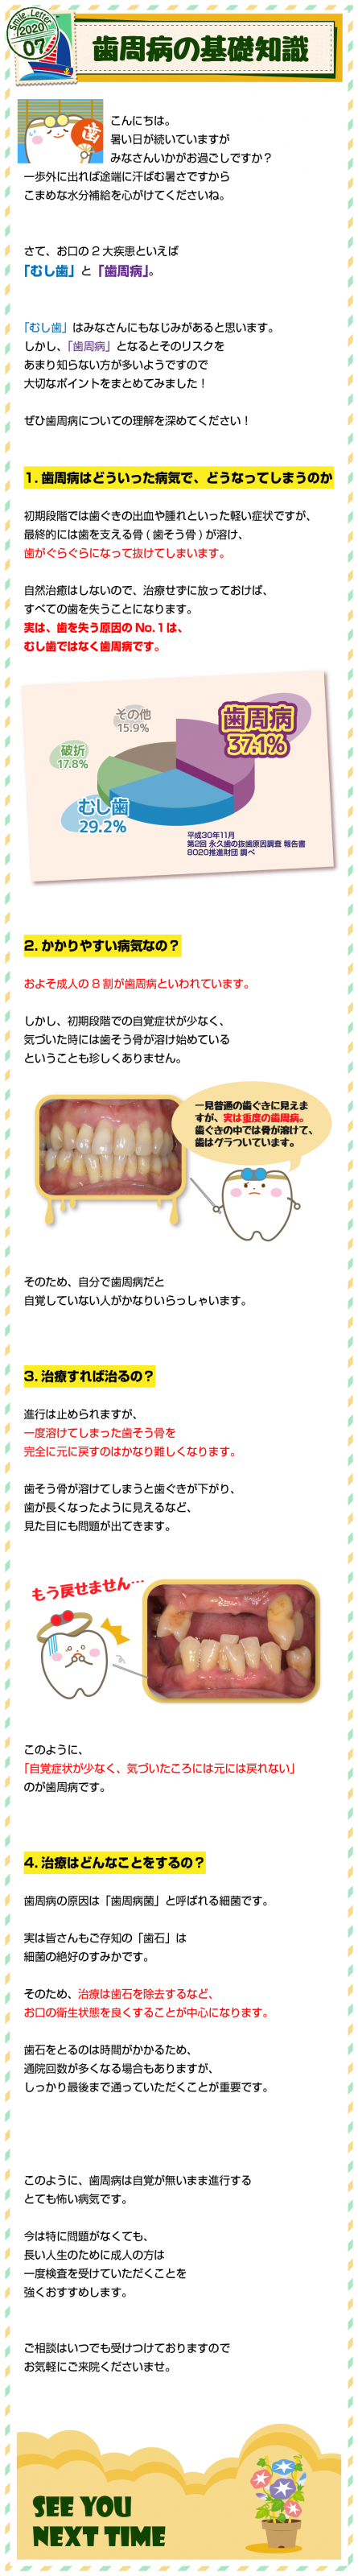 Smile Letter
2020
07
歯周病の基礎知識
歯
こんにちは。
暑い日が続いていますが
みなさんいかがお過ごしですか？
一歩外に出れば途端に汗ばむ暑さですから
こまめな水分補給を心がけてくださいね。
さて、お口の2大疾患といえば
「むし歯」と「歯周病」。
「むし歯」はみなさんにもなじみがあると思います。
しかし、「歯周病」となるとそのリスクを
あまり知らない方が多いようですので
大切なポイントをまとめてみました！
ぜひ歯周病についての理解を深めてください！
1. 歯周病はどういった病気で、どうなってしまうのか
初期段階では歯ぐきの出血や腫れといった軽い症状ですが、
最終的には歯を支える骨(歯そう骨)が溶け、
歯がぐらぐらになって抜けてしまいます。
自然治癒はしないので、治療せずに放っておけば、
すべての歯を失うことになります。
実は、歯を失う原因のNo.1は、
むし歯ではなく歯周病です。
歯周病
37.1%
その他
15.9%
破折
17.8%
むし歯
29.2%
平成30年11月
第2回 永久歯の抜歯原因調査 報告書
8020推進財団 調べ
2. かかりやすい病気なの？
およそ成人の8割が歯周病といわれています。
しかし、初期段階での自覚症状が少なく、
気づいた時には歯そう骨が溶け始めている
ということも珍しくありません。
一見普通の歯ぐきに見えま
すが、実は重度の歯周病。
歯ぐきの中では骨が溶けて、
歯はグラついています。
そのため、自分で歯周病だと
自覚していない人がかなりいらっしゃいます。
3. 治療すれば治るの？
進行は止められますが、
一度溶けてしまった歯そう骨を
完全に元に戻すのはかなり難しくなります。
歯そう骨が溶けてしまうと歯ぐきが下がり、
歯が長くなったように見えるなど、
見た目にも問題が出てきます。
もう戻せません…
このように、
「自覚症状が少なく、気づいたころには元には戻れない」
のが歯周病です。
4. 治療はどんなことをするの？
歯周病の原因は「歯周病菌」と呼ばれる細菌です。
実は皆さんもご存知の「歯石」は
細菌の絶好のすみかです。
そのため、治療は歯石を除去するなど、
お口の衛生状態を良くすることが中心になります。
歯石をとるのは時間がかかるため、
通院回数が多くなる場合もありますが、
しっかり最後まで通っていただくことが重要です。
このように、歯周病は自覚が無いまま進行する
とても怖い病気です。
今は特に問題がなくても、
長い人生のために成人の方は
一度検査を受けていただくことを
強くおすすめします。
ご相談はいつでも受けつけておりますので
お気軽にご来院くださいませ。
SEE YOU
NEXT TIME